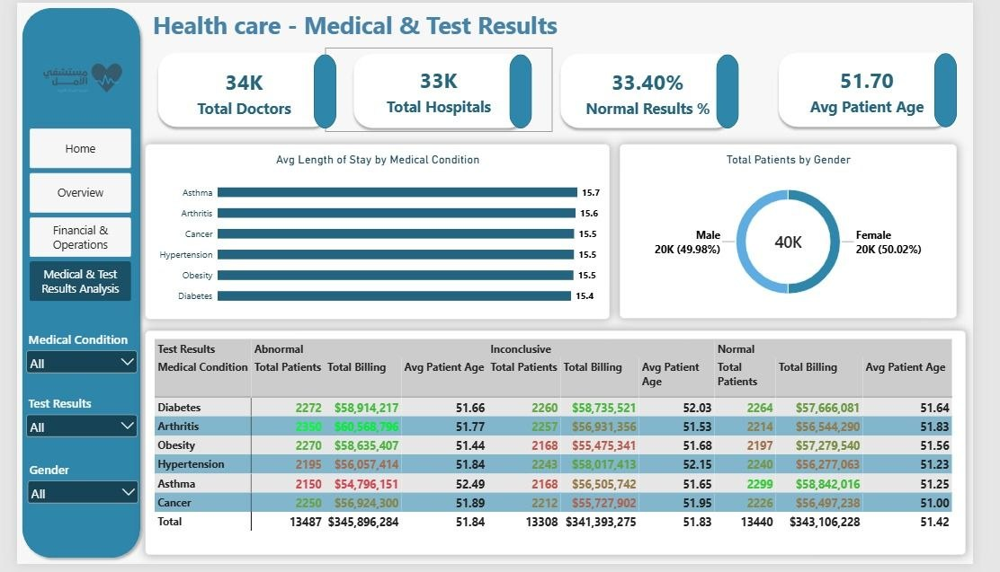 Health care - Medical & Test Results
مستشفي
الأمل
Home
Overview
Financial &
Operations
Medical & Test
Results Analysis
Medical Condition
All
Test Results
All
Gender
All
34K
Total Doctors
33K
Total Hospitals
33.40%
Normal Results %
51.70
Avg Patient Age
Avg Length of Stay by Medical Condition
Asthma 15.7
Arthritis 15.6
Cancer 15.5
Hypertension 15.5
Obesity 15.5
Diabetes 15.4
Total Patients by Gender
Male
20K (49.98%)
40K
Female
20K (50.02%)
Test Results Abnormal Inconclusive Normal
Medical Condition Total Patients Total Billing Avg Patient Age Total Patients Total Billing Avg Patient Age Total Patients Total Billing Avg Patient Age
Diabetes 2272 $58,914,217 51.66 2260 $58,735,521 52.03 2264 $57,666,081 51.64
Arthritis 2350 $60,568,796 51.77 2257 $56,931,356 51.53 2214 $56,544,290 51.83
Obesity 2270 $58,635,407 51.44 2168 $55,475,341 51.68 2197 $57,279,540 51.56
Hypertension 2195 $56,057,414 51.84 2243 $58,017,413 52.15 2240 $56,277,063 51.23
Asthma 2150 $54,796,151 52.49 2168 $56,505,742 51.65 2299 $58,842,016 51.25
Cancer 2250 $56,924,300 51.89 2212 $55,727,902 51.95 2226 $56,497,238 51.00
Total 13487 $345,896,284 51.84 13308 $341,393,275 51.83 13440 $343,106,228 51.42